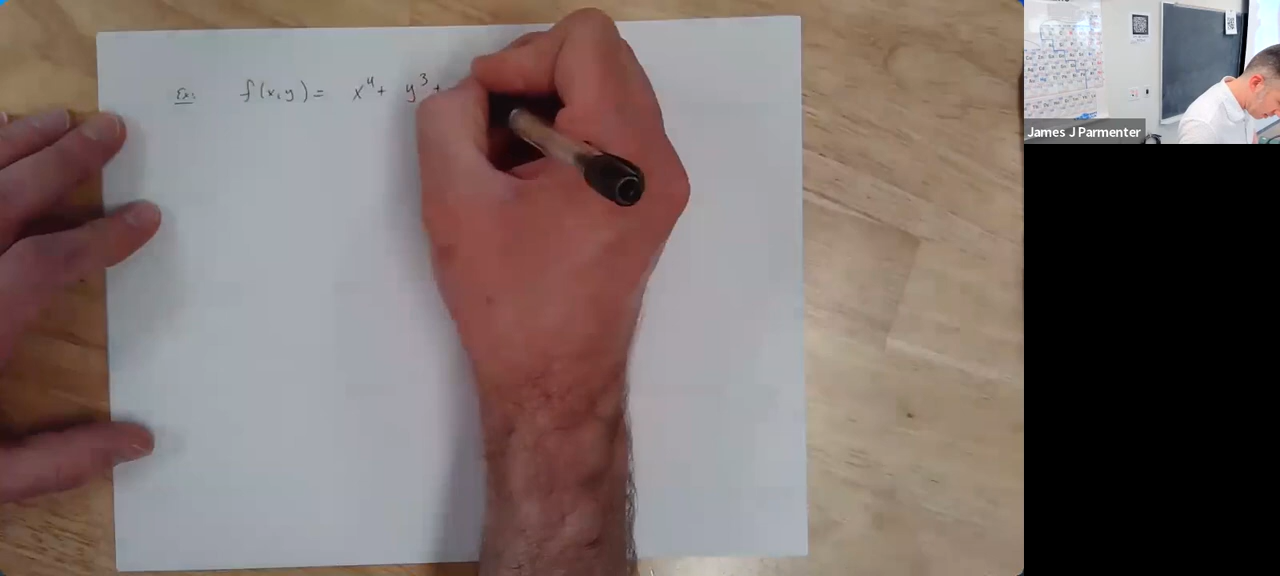 Ex: f(x,y) = x⁴ + y³ +
James J Parmenter